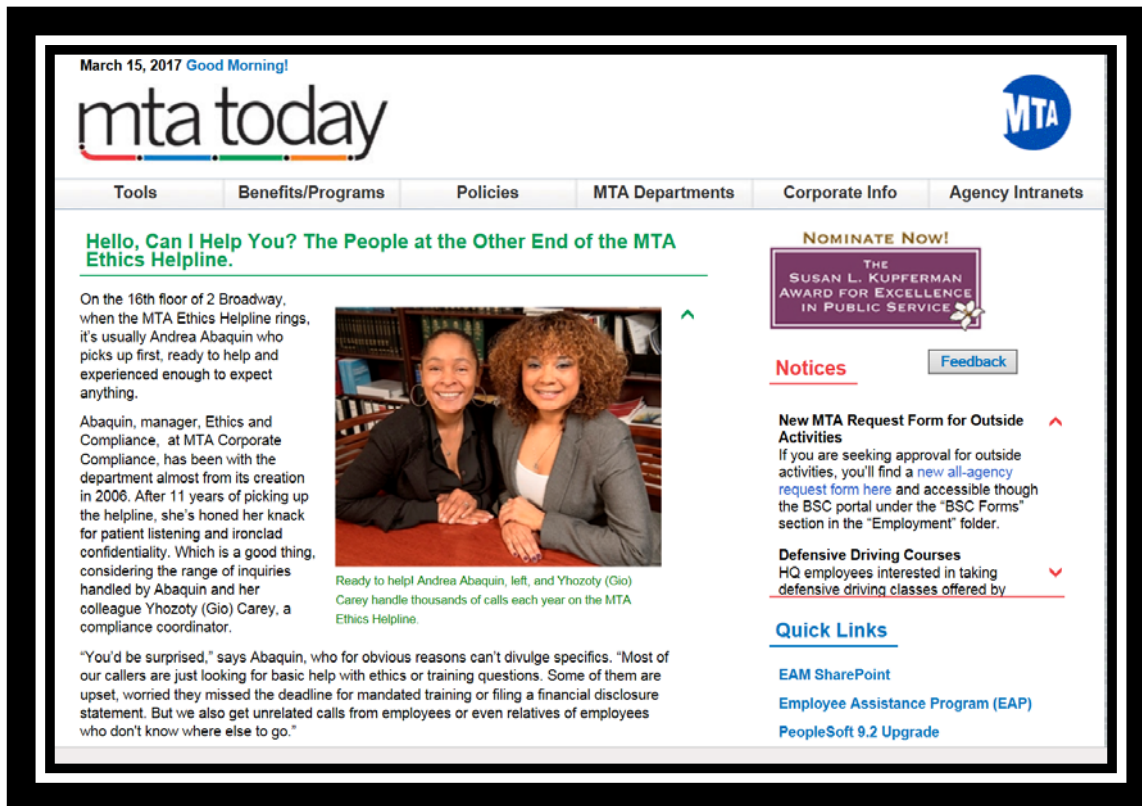 March 15, 2017 Good Morning!
mta today
MTA
Tools
Benefits/Programs
Policies
MTA Departments
Corporate Info
Agency Intranets
Hello, Can I Help You? The People at the Other End of the MTA
Ethics Helpline.
On the 16th floor of 2 Broadway,
when the MTA Ethics Helpline rings,
it's usually Andrea Abaquin who
picks up first, ready to help and
experienced enough to expect
anything.
Abaquin, manager, Ethics and
Compliance, at MTA Corporate
Compliance, has been with the
department almost from its creation
in 2006. After 11 years of picking up
the helpline, she's honed her knack
for patient listening and ironclad
confidentiality. Which is a good thing,
considering the range of inquiries
handled by Abaquin and her
colleague Yhozoty (Gio) Carey, a
compliance coordinator.
Ready to help! Andrea Abaquin, left, and Yhozoty (Gio)
Carey handle thousands of calls each year on the MTA
Ethics Helpline.
“You'd be surprised,” says Abaquin, who for obvious reasons can't divulge specifics. “Most of
our callers are just looking for basic help with ethics or training questions. Some of them are
upset, worried they missed the deadline for mandated training or filing a financial disclosure
statement. But we also get unrelated calls from employees or even relatives of employees
who don't know where else to go.”
NOMINATE NOW!
THE
SUSAN L. KUPFERMAN
AWARD FOR EXCELLENCE
IN PUBLIC SERVICE
Notices
Feedback
New MTA Request Form for Outside
Activities
If you are seeking approval for outside
activities, you'll find a new all-agency
request form here and accessible though
the BSC portal under the “BSC Forms”
section in the “Employment” folder.
Defensive Driving Courses
HQ employees interested in taking
defensive driving classes offered by
Quick Links
EAM SharePoint
Employee Assistance Program (EAP)
PeopleSoft 9.2 Upgrade